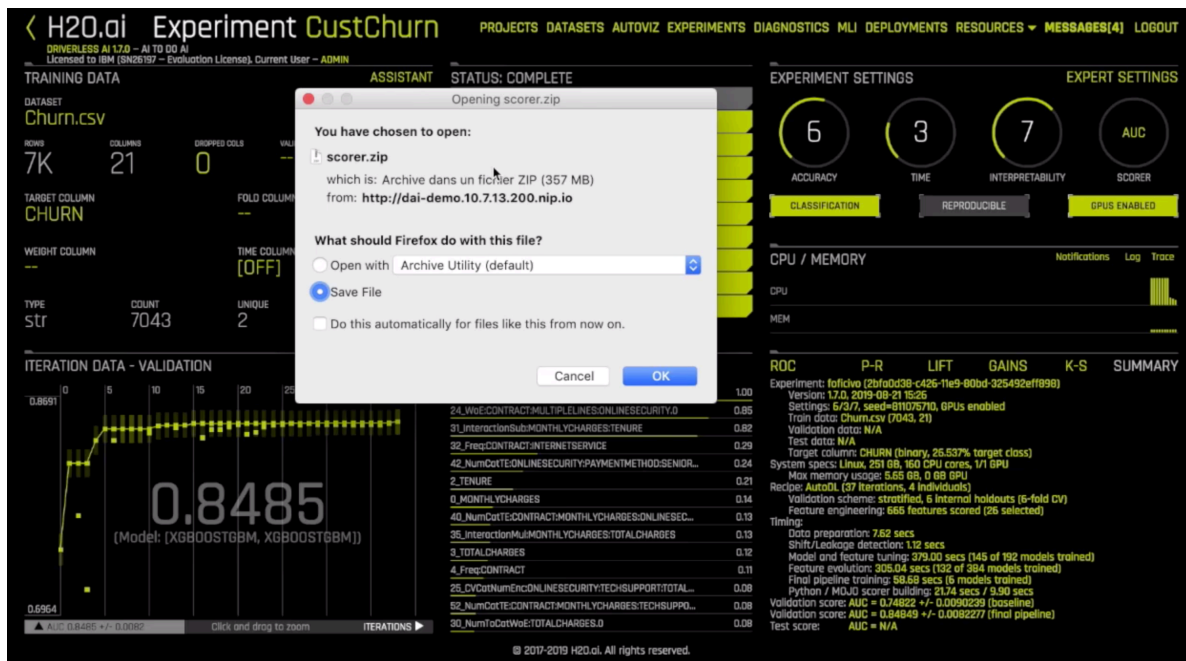 H2O.ai Experiment CustChurn
DRIVERLESS AI 1.7.0 – AI TO DO AI
Licensed to IBM (SN26197 – Evaluation License). Current User – ADMIN
PROJECTS DATASETS AUTOVIZ EXPERIMENTS DIAGNOSTICS MLI DEPLOYMENTS RESOURCES MESSAGES[4] LOGOUT
TRAINING DATA ASSISTANT
DATASET
Churn.csv
ROWS COLUMNS DROPPED COLS
7K 21 0 --
TARGET COLUMN FOLD COLUMN
CHURN --
WEIGHT COLUMN TIME COLUMN
-- [OFF]
TYPE COUNT UNIQUE
str 7043 2
STATUS: COMPLETE
Opening scorer.zip
You have chosen to open:
scorer.zip
which is: Archive dans un fichier ZIP (357 MB)
from: http://dai-demo.10.7.13.200.nip.io
What should Firefox do with this file?
Open with Archive Utility (default)
Save File
Do this automatically for files like this from now on.
Cancel OK
EXPERIMENT SETTINGS EXPERT SETTINGS
6 3 7 AUC
ACCURACY TIME INTERPRETABILITY SCORER
CLASSIFICATION REPRODUCIBLE GPUS ENABLED
CPU / MEMORY Notifications Log Trace
CPU
MEM
ITERATION DATA - VALIDATION
0 5 10 15 20 25
0.8691
0.8485
(Model: [XGBOOSTGBM, XGBOOSTGBM])
0.6964
AUC 0.8485 +/- 0.0082 Click and drag to zoom ITERATIONS
1.00
24_WoE:CONTRACT:MULTIPLELINES:ONLINESECURITY.0 0.85
31_InteractionSub:MONTHLYCHARGES:TENURE 0.82
32_Freq:CONTRACT:INTERNETSERVICE 0.29
42_NumCatTE:ONLINESECURITY:PAYMENTMETHOD:SENIOR... 0.24
2_TENURE 0.21
0_MONTHLYCHARGES 0.14
40_NumCatTE:CONTRACT:MONTHLYCHARGES:ONLINESEC... 0.13
35_InteractionMul:MONTHLYCHARGES:TOTALCHARGES 0.13
3_TOTALCHARGES 0.12
4_Freq:CONTRACT 0.11
25_CVCatNumEnc:ONLINESECURITY:TECHSUPPORT:TOTAL... 0.08
52_NumCatTE:CONTRACT:MONTHLYCHARGES:TECHSUPPO... 0.08
30_NumToCatWoE:TOTALCHARGES.0 0.08
ROC P-R LIFT GAINS K-S SUMMARY
Experiment: foficivo (2bfa0d38-c426-11e9-80bd-325492eff898)
Version: 1.7.0, 2019-08-21 15:26
Settings: 6/3/7, seed=811075710, GPUs enabled
Train data: Churn.csv (7043, 21)
Validation data: N/A
Test data: N/A
Target column: CHURN (binary, 26.537% target class)
System specs: Linux, 251 GB, 160 CPU cores, 1/1 GPU
Max memory usage: 5.65 GB, 0 GB GPU
Recipe: AutoDL (37 iterations, 4 individuals)
Validation scheme: stratified, 6 internal holdouts (6-fold CV)
Feature engineering: 665 features scored (26 selected)
Timing:
Data preparation: 7.62 secs
Shift/Leakage detection: 1.12 secs
Model and feature tuning: 379.00 secs (145 of 192 models trained)
Feature evolution: 305.04 secs (132 of 384 models trained)
Final pipeline training: 58.68 secs (6 models trained)
Python / MOJO scorer building: 21.74 secs / 9.90 secs
Validation score: AUC = 0.74822 +/- 0.0090239 (baseline)
Validation score: AUC = 0.84849 +/- 0.0082277 (final pipeline)
Test score: AUC = N/A
© 2017-2019 H2O.ai. All rights reserved.